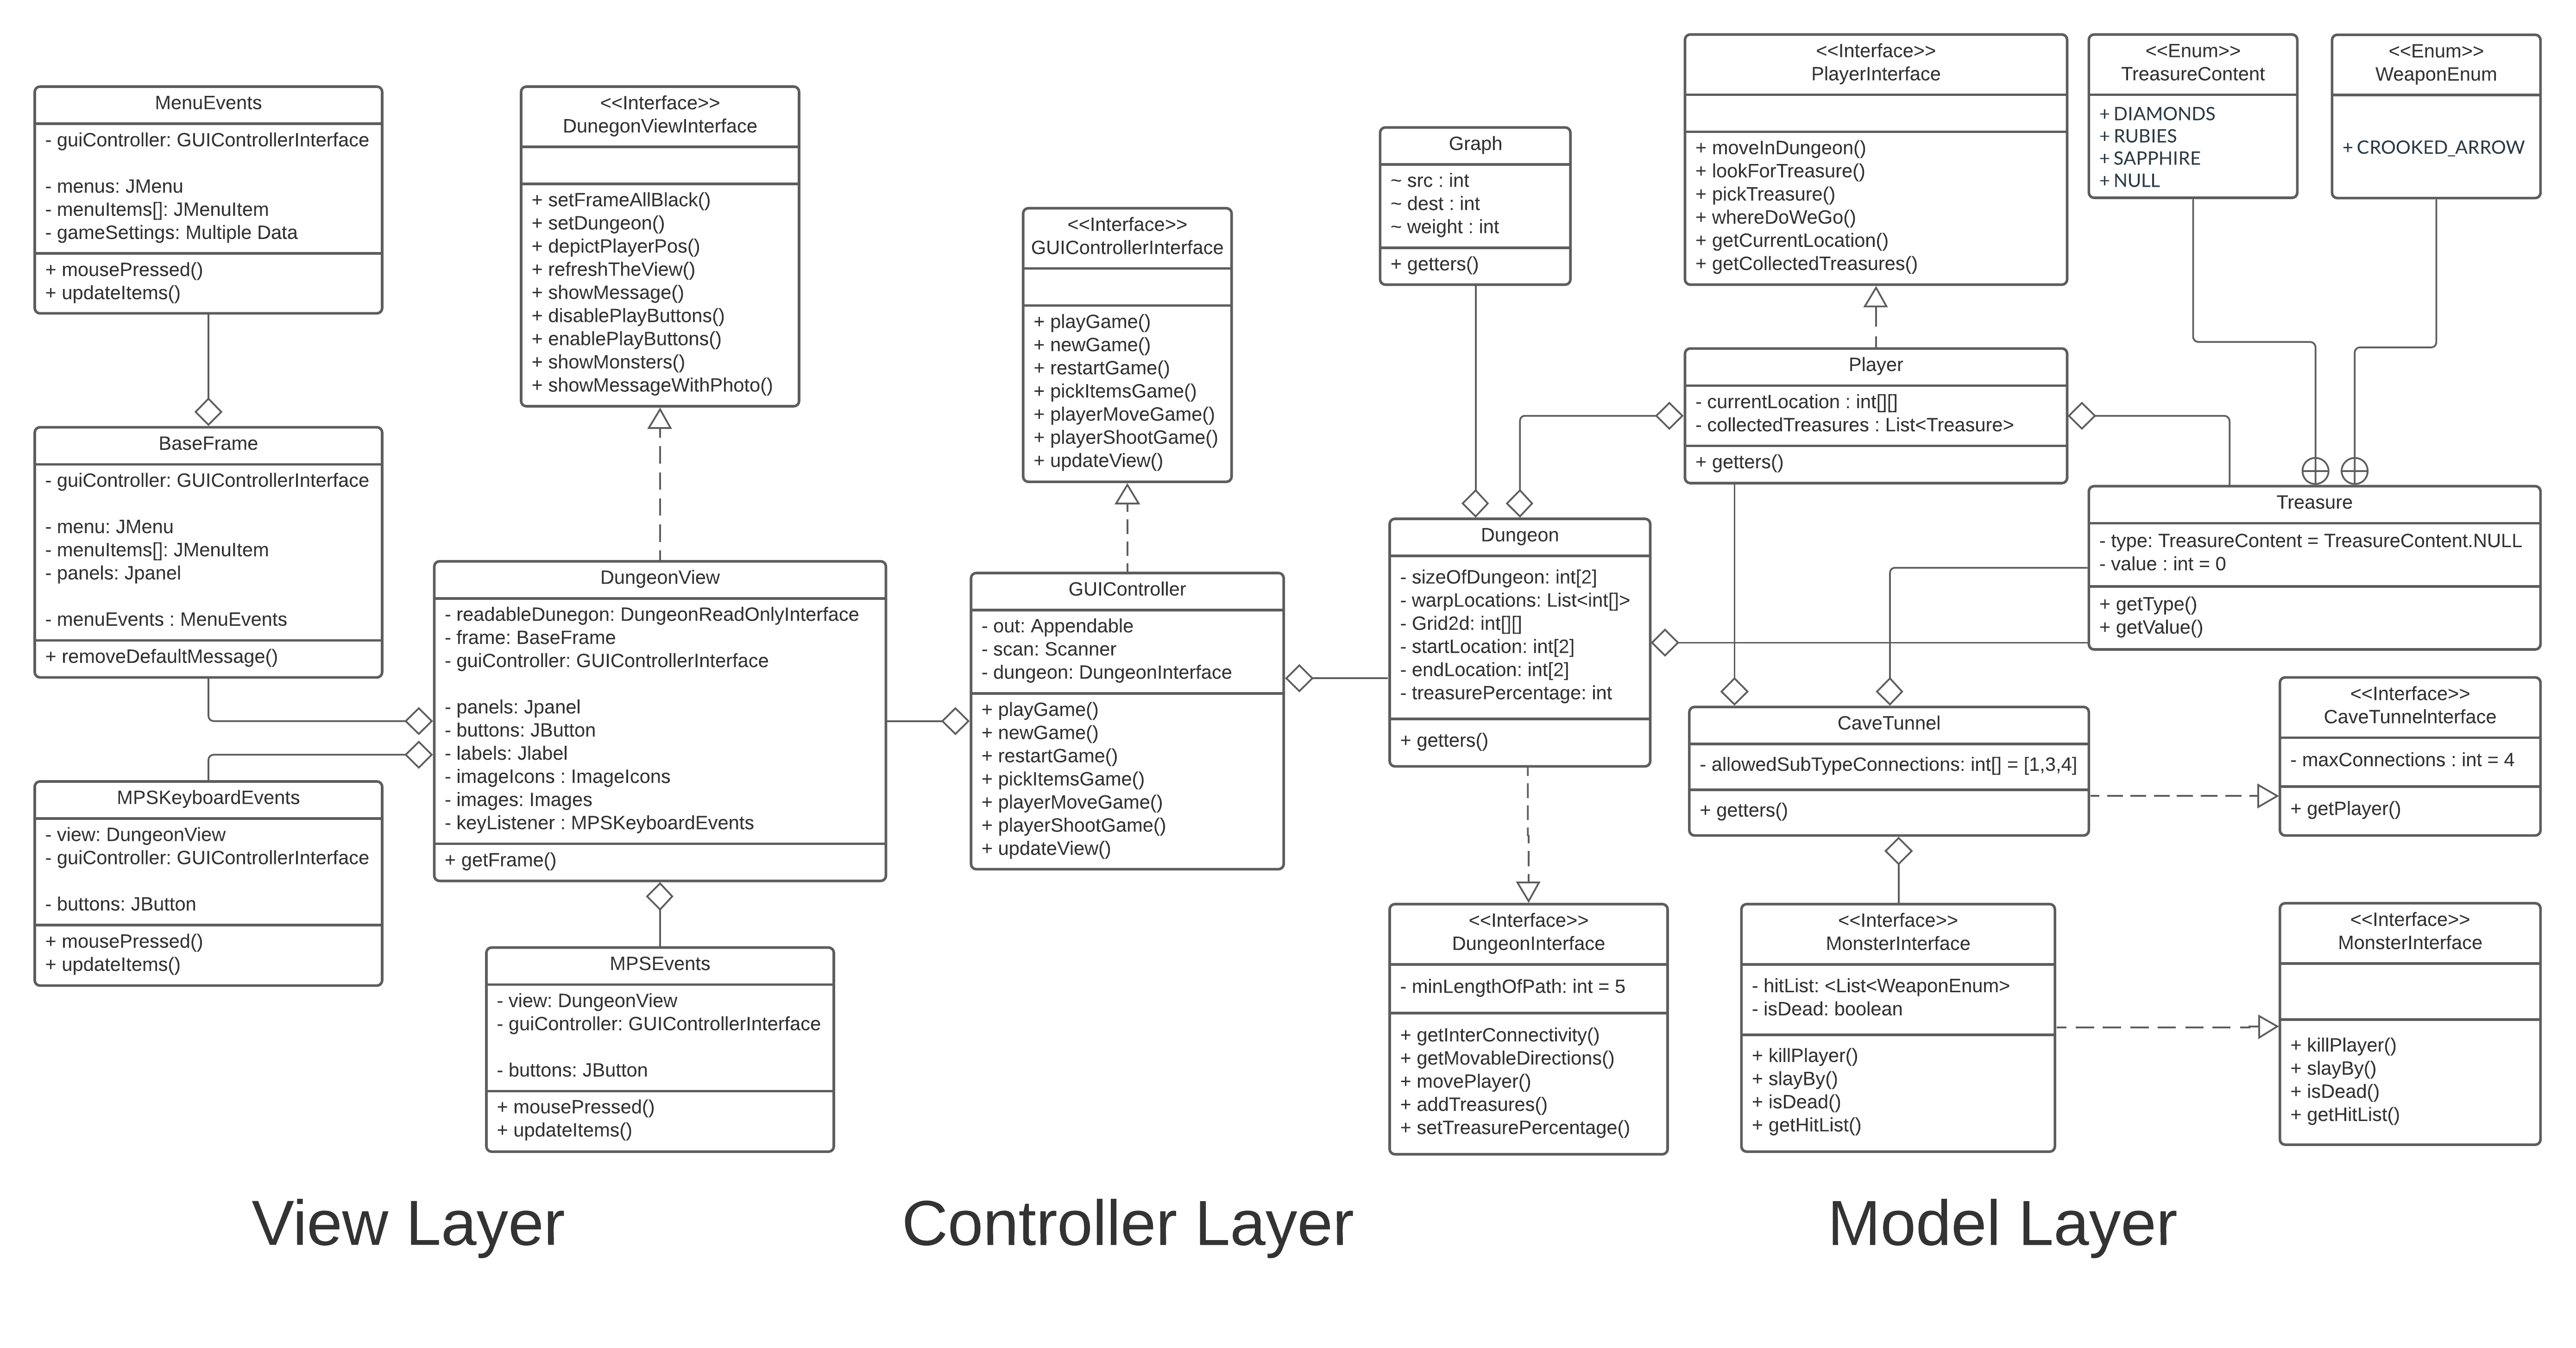 MenuEvents
- guiController: GUIControllerInterface
- menus: JMenu
- menuItems[]: JMenuItem
- gameSettings: Multiple Data
+ mousePressed()
+ updateItems()
BaseFrame
- guiController: GUIControllerInterface
- menu: JMenu
- menuItems[]: JMenuItem
- panels: Jpanel
- menuEvents : MenuEvents
+ removeDefaultMessage()
MPSKeyboardEvents
- view: DungeonView
- guiController: GUIControllerInterface
- buttons: JButton
+ mousePressed()
+ updateItems()
<<Interface>>
DunegonViewInterface
+ setFrameAllBlack()
+ setDungeon()
+ depictPlayerPos()
+ refreshTheView()
+ showMessage()
+ disablePlayButtons()
+ enablePlayButtons()
+ showMonsters()
+ showMessageWithPhoto()
DungeonView
- readableDunegon: DungeonReadOnlyInterface
- frame: BaseFrame
- guiController: GUIControllerInterface
- panels: Jpanel
- buttons: JButton
- labels: Jlabel
- imageIcons : ImageIcons
- images: Images
- keyListener : MPSKeyboardEvents
+ getFrame()
MPSEvents
- view: DungeonView
- guiController: GUIControllerInterface
- buttons: JButton
+ mousePressed()
+ updateItems()
<<Interface>>
GUIControllerInterface
+ playGame()
+ newGame()
+ restartGame()
+ pickItemsGame()
+ playerMoveGame()
+ playerShootGame()
+ updateView()
GUIController
- out: Appendable
- scan: Scanner
- dungeon: DungeonInterface
+ playGame()
+ newGame()
+ restartGame()
+ pickItemsGame()
+ playerMoveGame()
+ playerShootGame()
+ updateView()
Graph
~ src : int
~ dest : int
~ weight : int
+ getters()
Dungeon
- sizeOfDungeon: int[2]
- warpLocations: List<int[]>
- Grid2d: int[][]
- startLocation: int[2]
- endLocation: int[2]
- treasurePercentage: int
+ getters()
<<Interface>>
DungeonInterface
- minLengthOfPath: int = 5
+ getInterConnectivity()
+ getMovableDirections()
+ movePlayer()
+ addTreasures()
+ setTreasurePercentage()
<<Interface>>
PlayerInterface
+ moveInDungeon()
+ lookForTreasure()
+ pickTreasure()
+ whereDoWeGo()
+ getCurrentLocation()
+ getCollectedTreasures()
Player
- currentLocation : int[][]
- collectedTreasures : List<Treasure>
+ getters()
<<Enum>>
TreasureContent
+ DIAMONDS
+ RUBIES
+ SAPPHIRE
+ NULL
<<Enum>>
WeaponEnum
+ CROOKED_ARROW
Treasure
- type: TreasureContent = TreasureContent.NULL
- value : int = 0
+ getType()
+ getValue()
CaveTunnel
- allowedSubTypeConnections: int[] = [1,3,4]
+ getters()
<<Interface>>
CaveTunnelnterface
- maxConnections : int = 4
+ getPlayer()
<<Interface>>
MonsterInterface
- hitList: <List<WeaponEnum>
- isDead: boolean
+ killPlayer()
+ slayBy()
+ isDead()
+ getHitList()
<<Interface>>
MonsterInterface
+ killPlayer()
+ slayBy()
+ isDead()
+ getHitList()
View Layer
Controller Layer
Model Layer